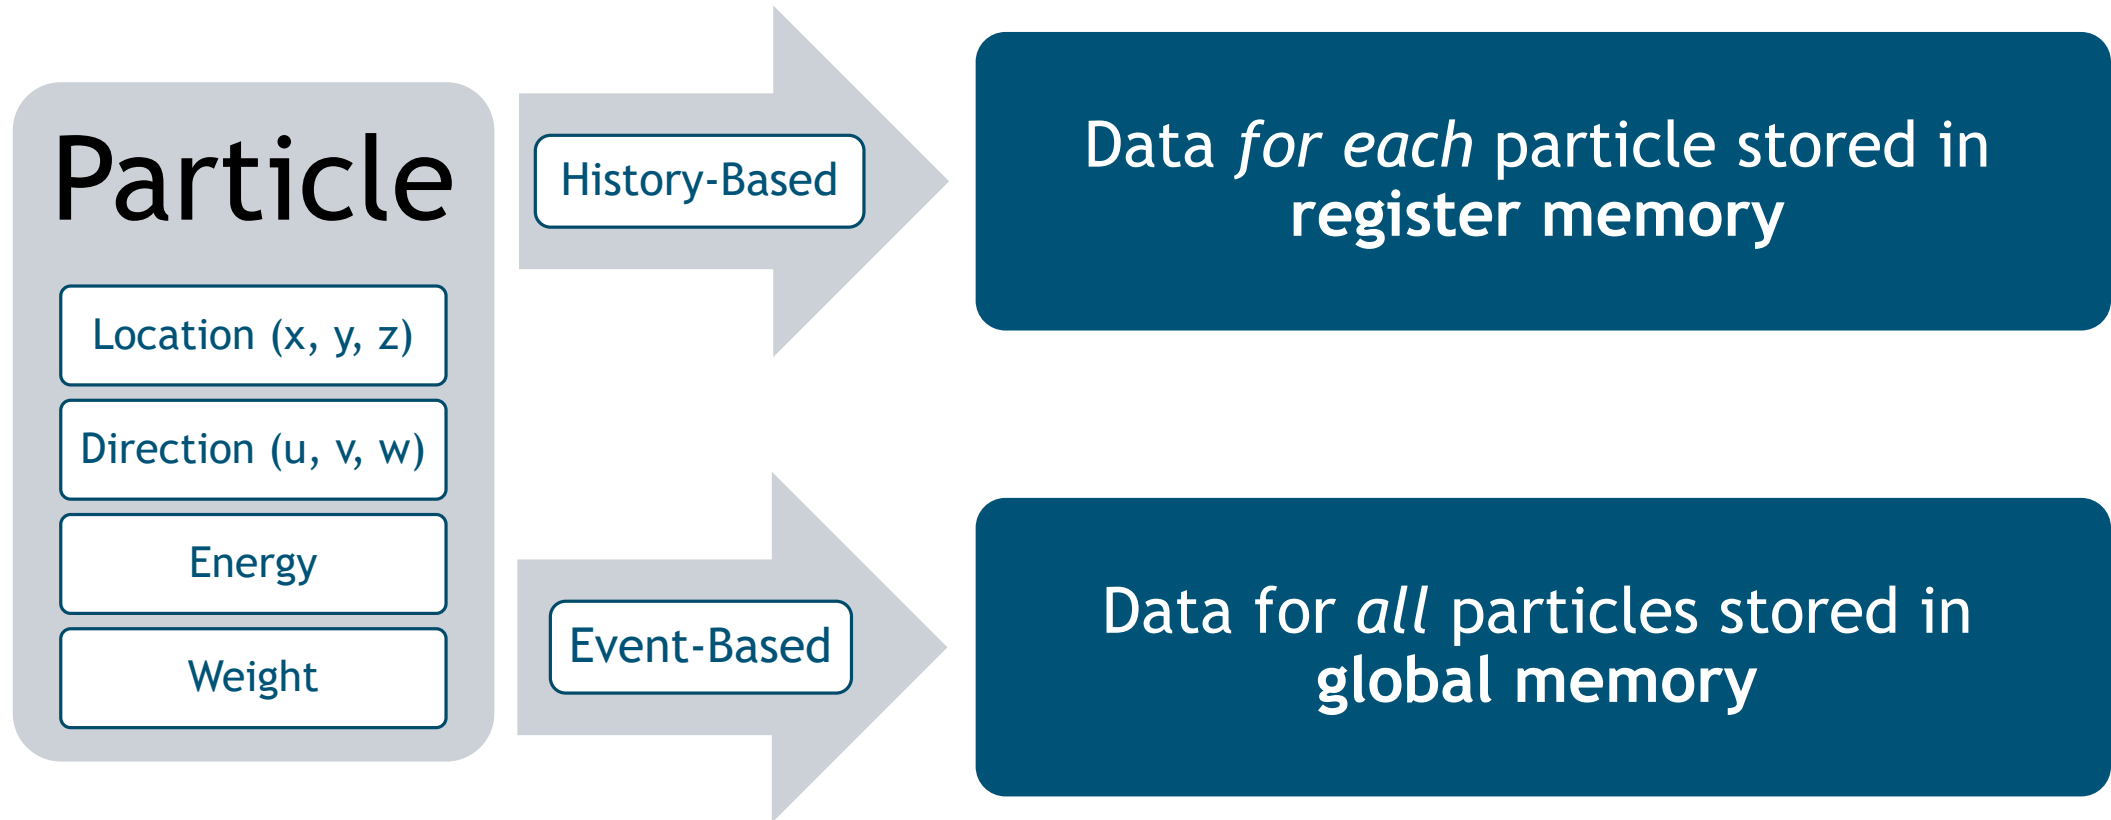 Particle
Location (x, y, z)
Direction (u, v, w)
Energy
Weight
History-Based
Data for each particle stored in
register memory
Event-Based
Data for all particles stored in
global memory